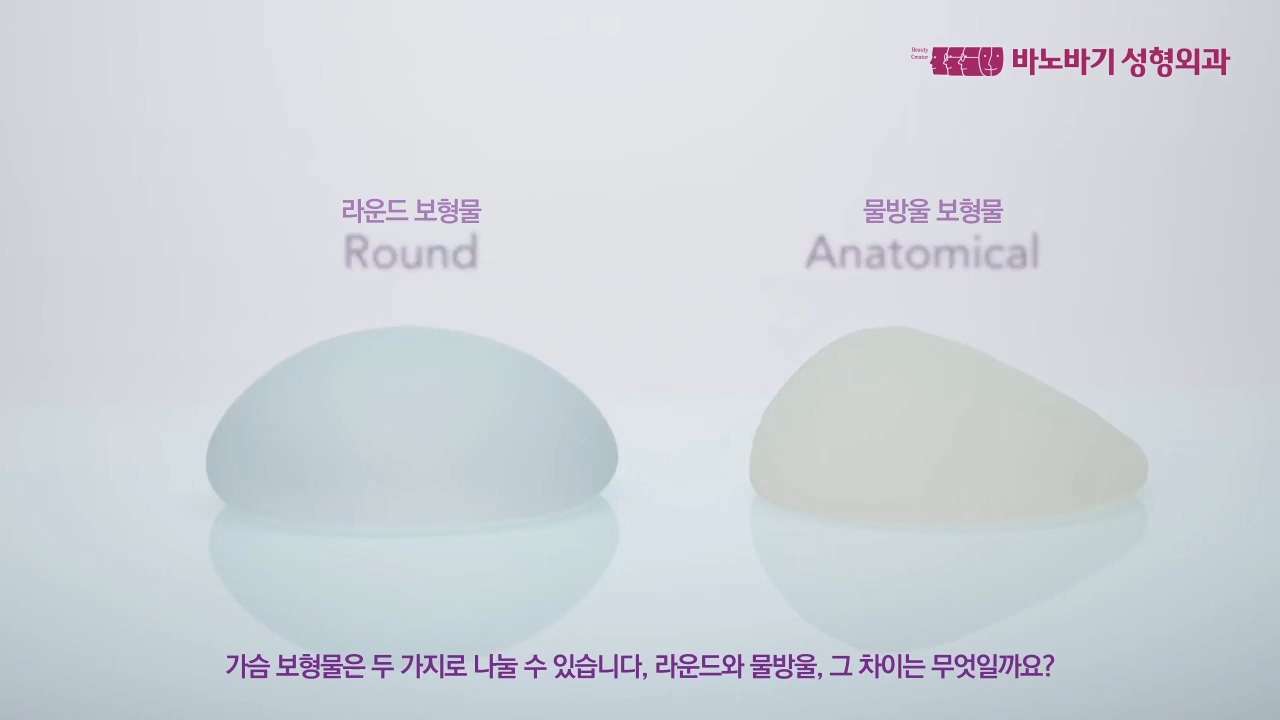 Beauty
Creator
바노바기 성형외과
라운드 보형물
Round
물방울 보형물
Anatomical
가슴 보형물은 두 가지로 나눌 수 있습니다, 라운드와 물방울, 그 차이는 무엇일까요?